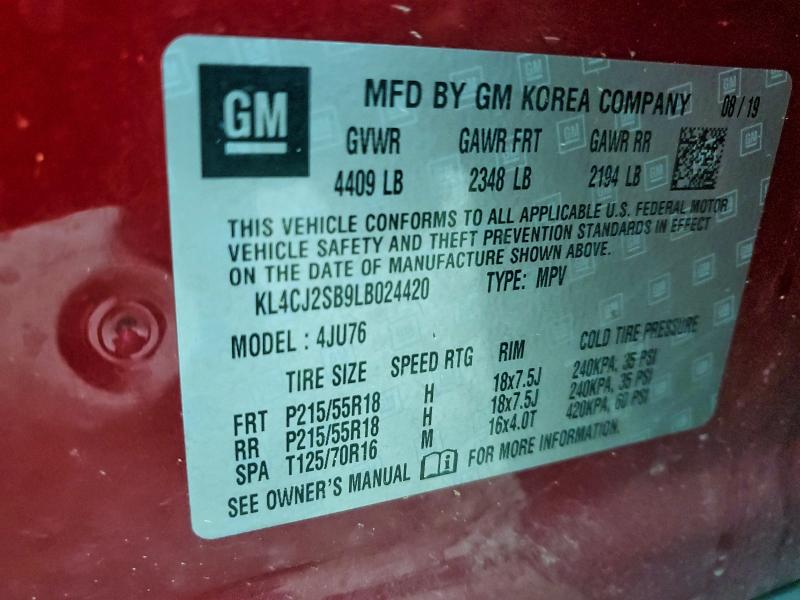 GM
MFD BY GM KOREA COMPANY 08/19
GVWR GAWR FRT GAWR RR
4409 LB 2348 LB 2194 LB
THIS VEHICLE CONFORMS TO ALL APPLICABLE U.S. FEDERAL MOTOR
VEHICLE SAFETY AND THEFT PREVENTION STANDARDS IN EFFECT
ON THE DATE OF MANUFACTURE SHOWN ABOVE.
KL4CJ2SB9LB024420 TYPE: MPV
MODEL : 4JU76
TIRE SIZE SPEED RTG RIM COLD TIRE PRESSURE
FRT P215/55R18 H 18x7.5J 240KPA, 35 PSI
RR P215/55R18 H 18x7.5J 240KPA, 35 PSI
SPA T125/70R16 M 16x4.0T 420KPA, 60 PSI
SEE OWNER'S MANUAL FOR MORE INFORMATION.